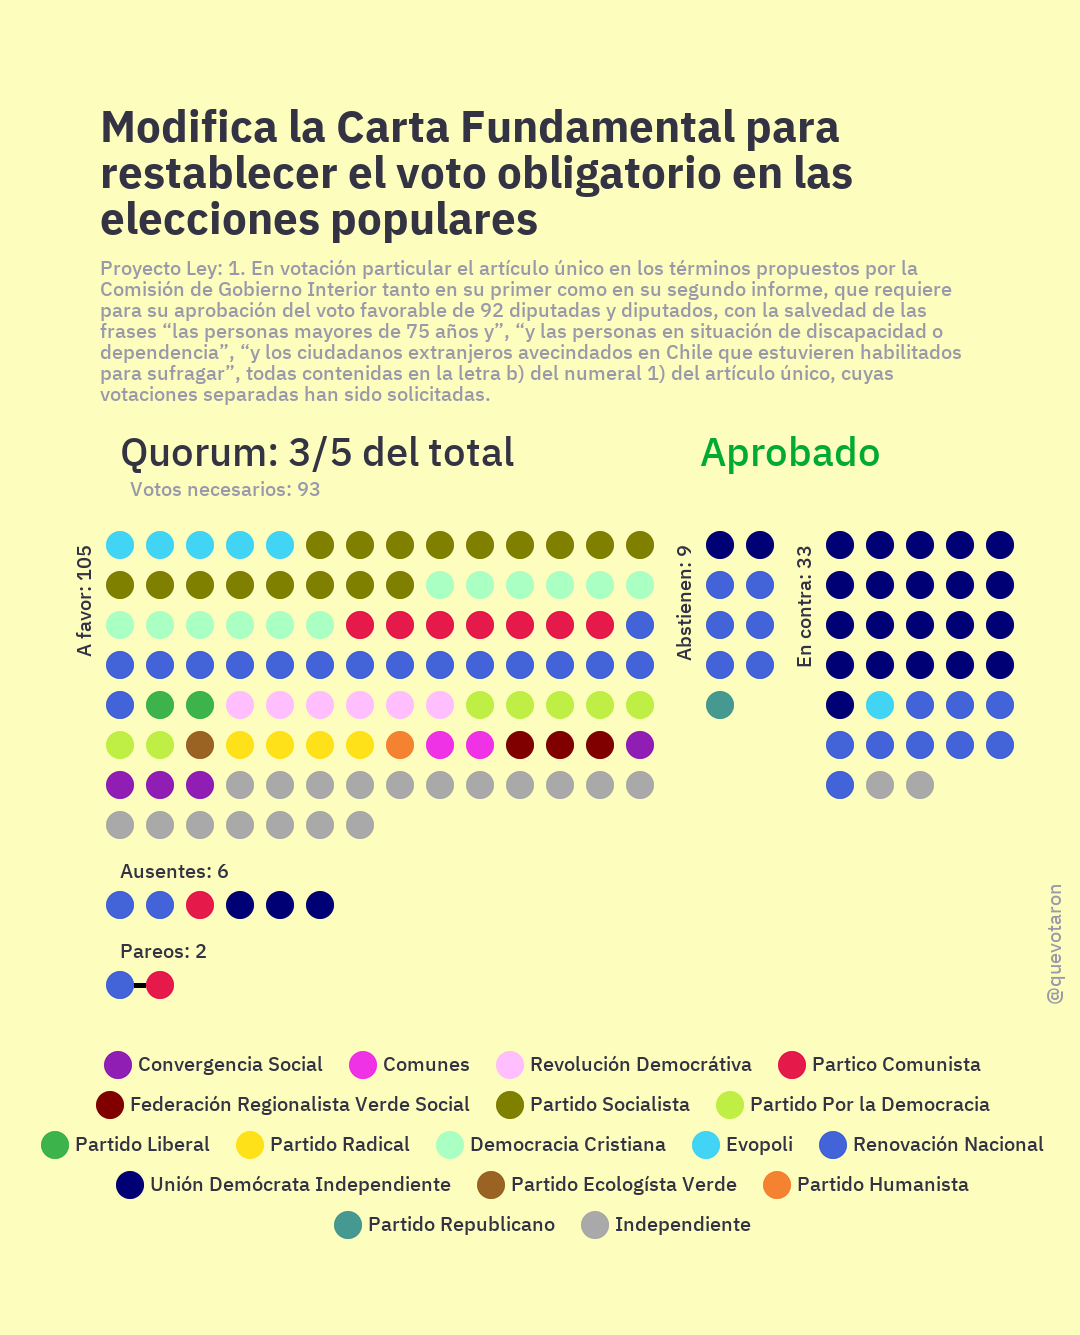 Modifica la Carta Fundamental para
restablecer el voto obligatorio en las
elecciones populares
Proyecto Ley: 1. En votación particular el artículo único en los términos propuestos por la
Comisión de Gobierno Interior tanto en su primer como en su segundo informe, que requiere
para su aprobación del voto favorable de 92 diputadas y diputados, con la salvedad de las
frases “las personas mayores de 75 años y”, “y las personas en situación de discapacidad o
dependencia”, “y los ciudadanos extranjeros avecindados en Chile que estuvieren habilitados
para sufragar”, todas contenidas en la letra b) del numeral 1) del artículo único, cuyas
votaciones separadas han sido solicitadas.
Quorum: 3/5 del total
Aprobado
Votos necesarios: 93
A favor: 105
Abstienen: 9
En contra: 33
Ausentes: 6
Pareos: 2
@quevotaron
Convergencia Social
Comunes
Revolución Democrátiva
Partico Comunista
Federación Regionalista Verde Social
Partido Socialista
Partido Por la Democracia
Partido Liberal
Partido Radical
Democracia Cristiana
Evopoli
Renovación Nacional
Unión Demócrata Independiente
Partido Ecologísta Verde
Partido Humanista
Partido Republicano
Independiente